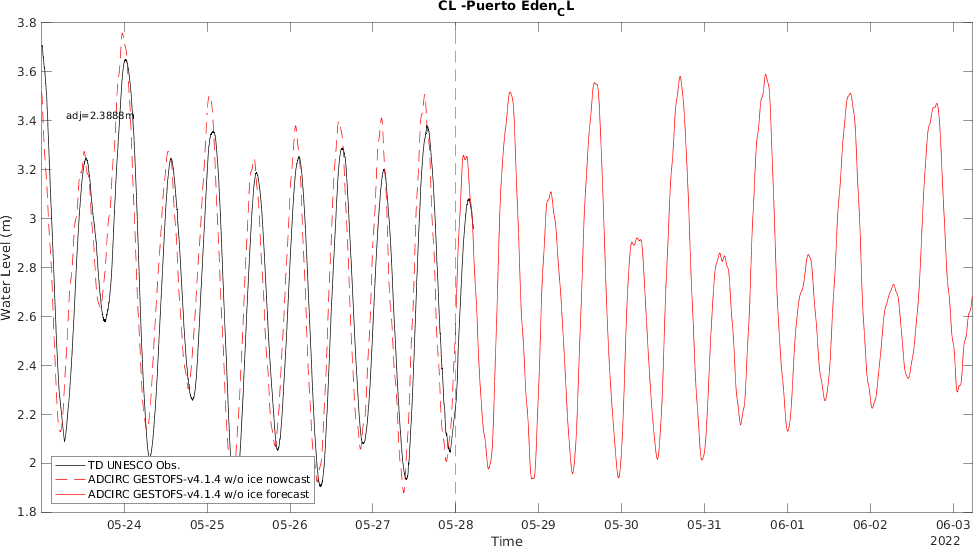 CL -Puerto Eden_CL
3.8
3.6
adj=2.3888m
3.4
3.2
3
2.8
2.6
2.4
2.2
2
1.8
Water Level (m)
TD UNESCO Obs.
ADCIRC GESTOFS-v4.1.4 w/o ice nowcast
ADCIRC GESTOFS-v4.1.4 w/o ice forecast
05-24 05-25 05-26 05-27 05-28 05-29 05-30 05-31 06-01 06-02 06-03
Time
2022